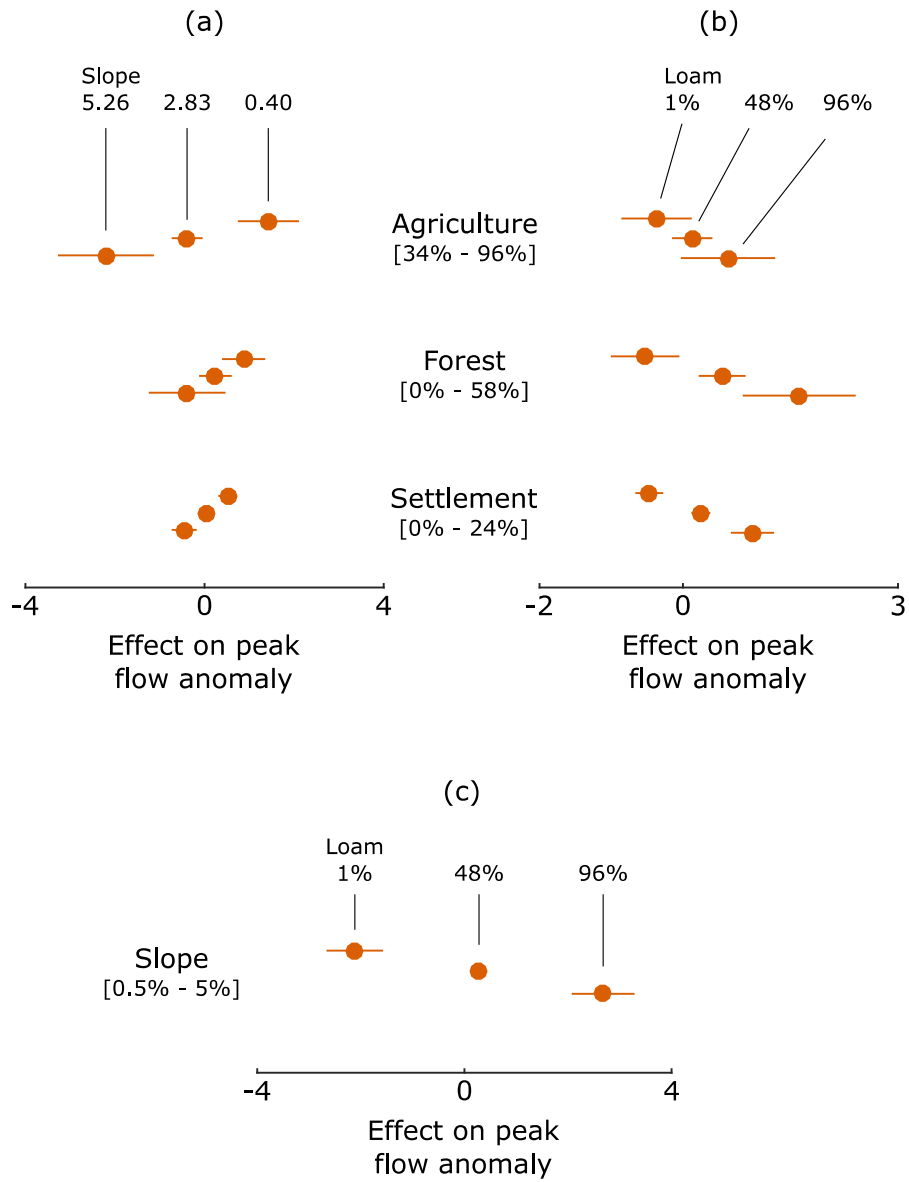 (a)
(b)
Slope
5.26 2.83 0.40
Loam
1% 48% 96%
Agriculture
[34% - 96%]
Forest
[0% - 58%]
Settlement
[0% - 24%]
-4 0 4
-2 0 3
Effect on peak
flow anomaly
Effect on peak
flow anomaly
(c)
Loam
1% 48% 96%
Slope
[0.5% - 5%]
-4 0 4
Effect on peak
flow anomaly